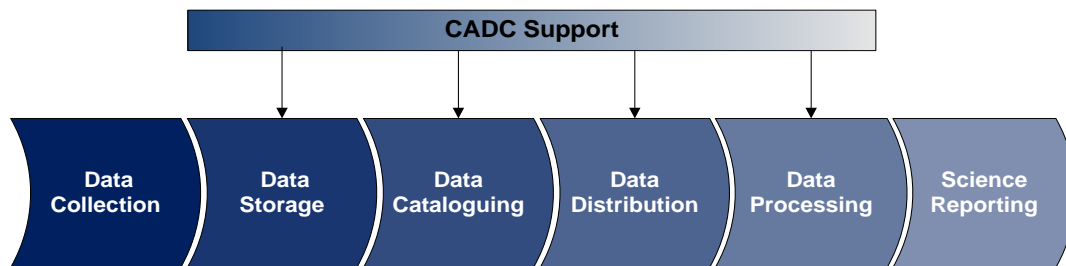 CADC Support
Data
Collection
Data
Storage
Data
Cataloguing
Data
Distribution
Data
Processing
Science
Reporting